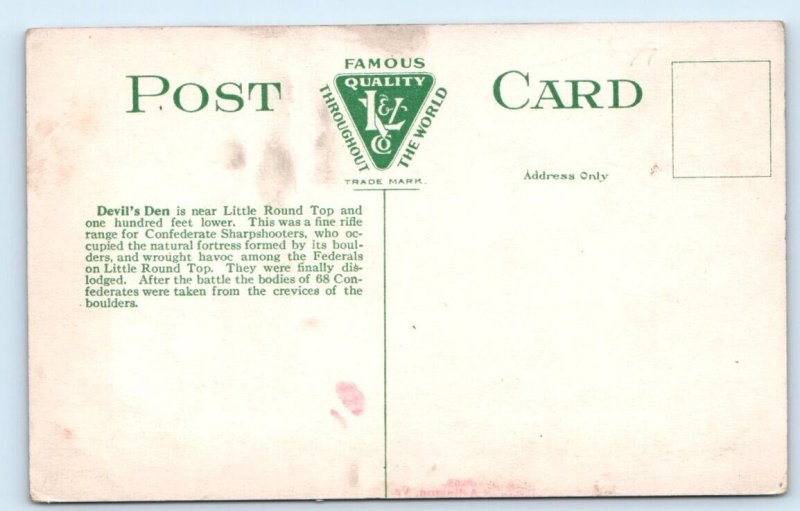 POST CARD
FAMOUS
QUALITY
THROUGHOUT
THE WORLD
K&L
Co
TRADE MARK.
Address Only
Devil's Den is near Little Round Top and
one hundred feet lower. This was a fine rifle
range for Confederate Sharpshooters, who oc-
cupied the natural fortress formed by its boul-
ders, and wrought havoc among the Federals
on Little Round Top. They were finally dis-
lodged. After the battle the bodies of 68 Con-
federates were taken from the crevices of the
boulders.